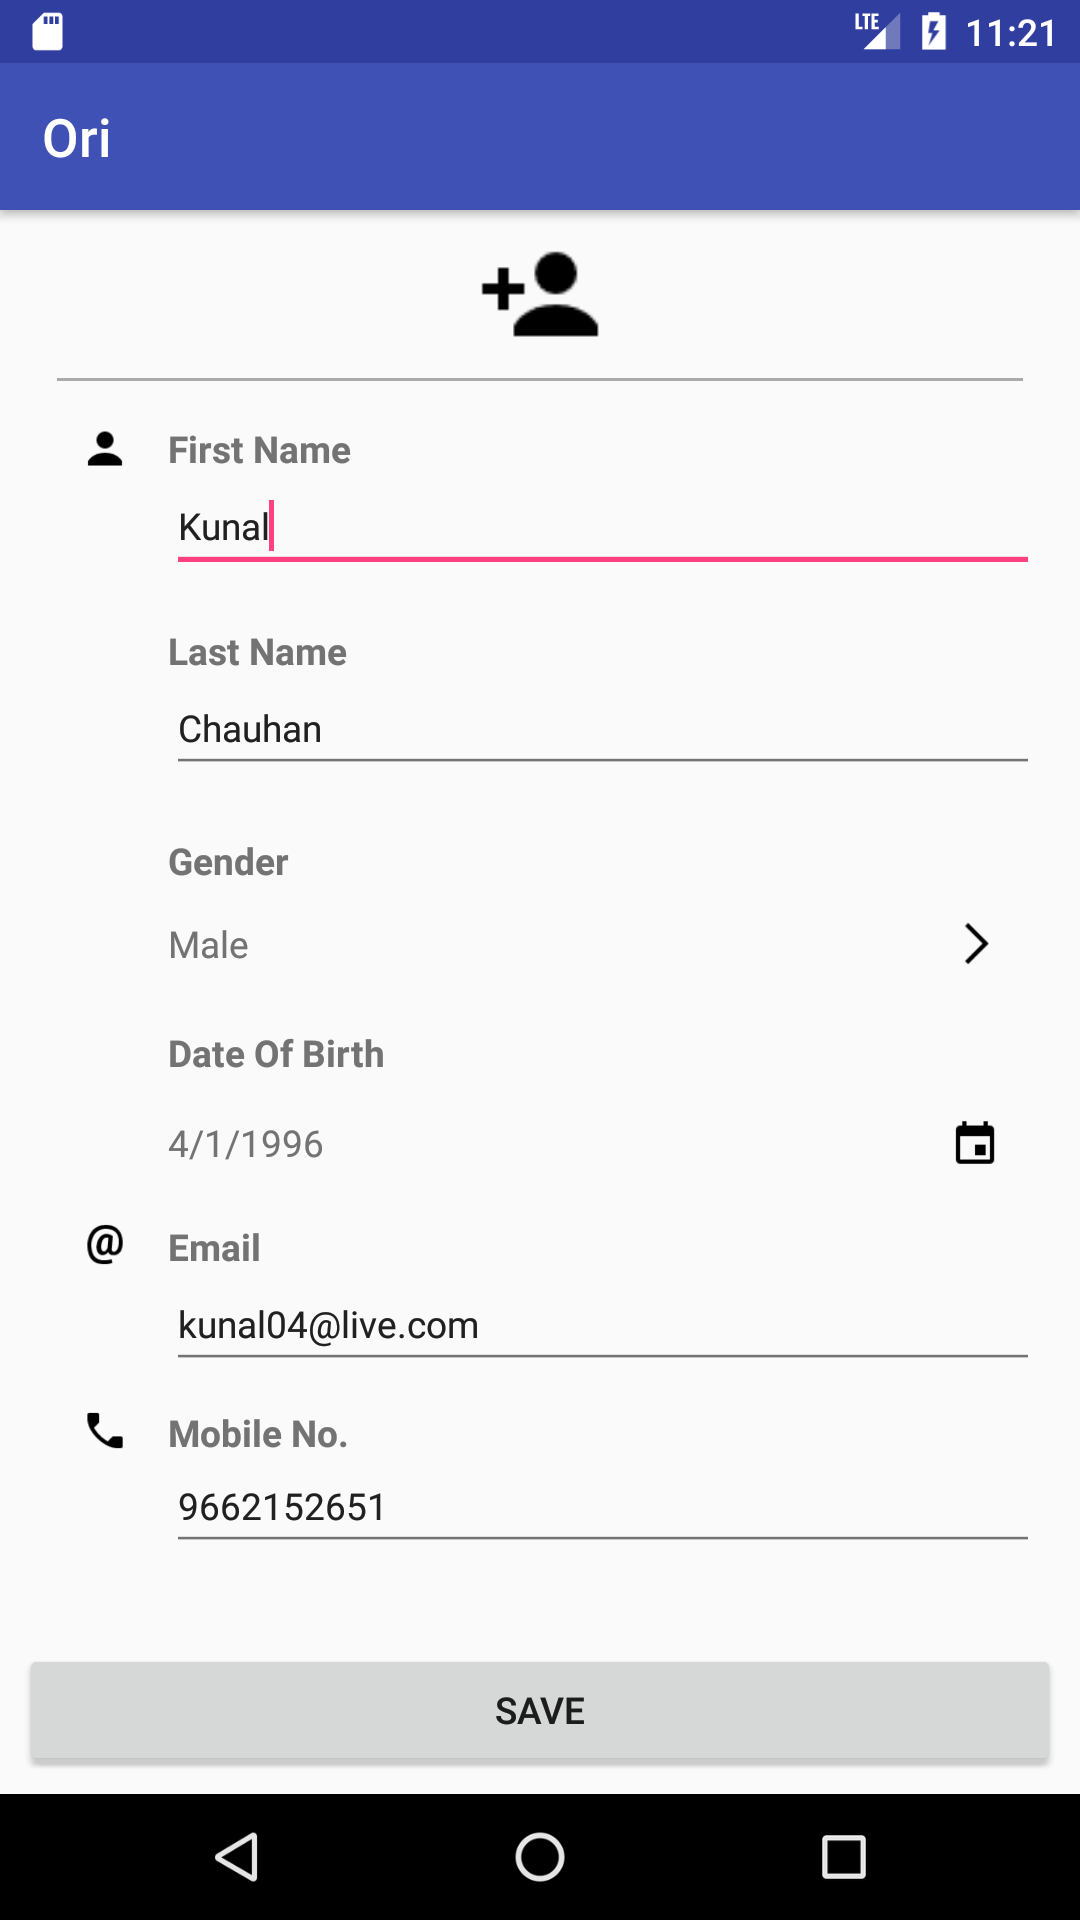 LTE 11:21
Ori
First Name
Kunal
Last Name
Chauhan
Gender
Male
Date Of Birth
4/1/1996
@ Email
kunal04@live.com
Mobile No.
9662152651
SAVE